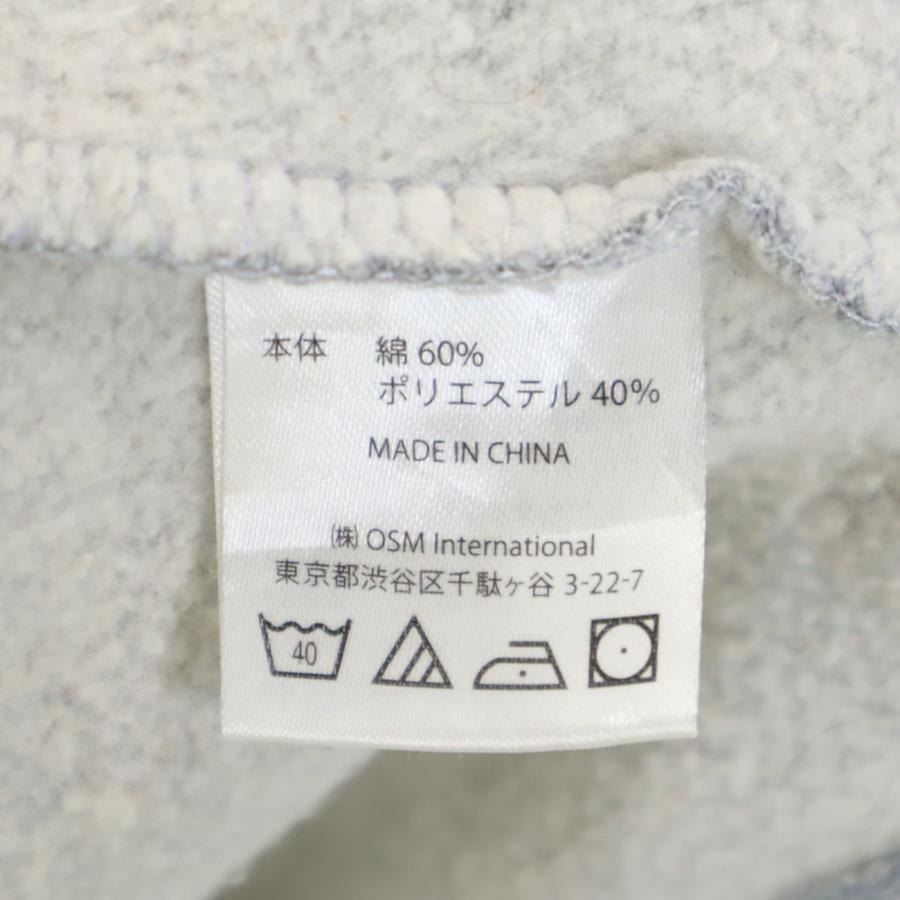 本体 綿 60%
ポリエステル 40%
MADE IN CHINA
㈱ OSM International
東京都渋谷区千駄ヶ谷 3-22-7
40